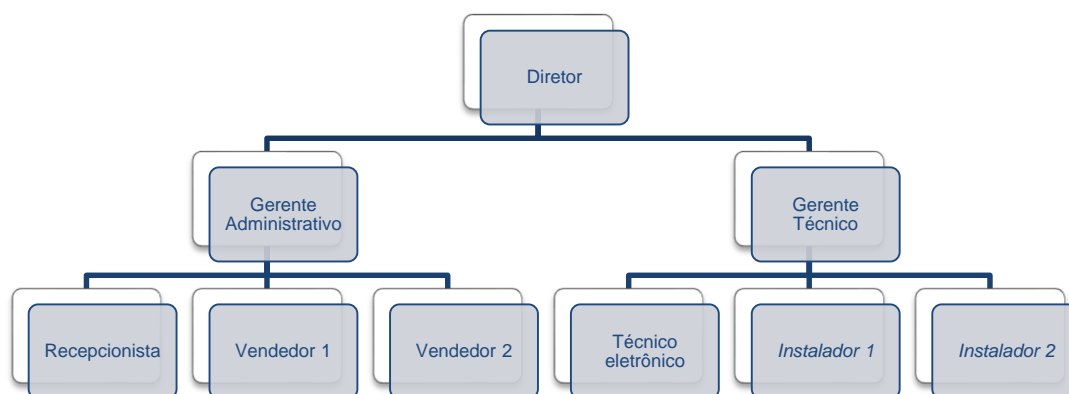 Diretor
Gerente
Administrativo
Gerente
Técnico
Recepcionista
Vendedor 1
Vendedor 2
Técnico
eletrônico
Instalador 1
Instalador 2